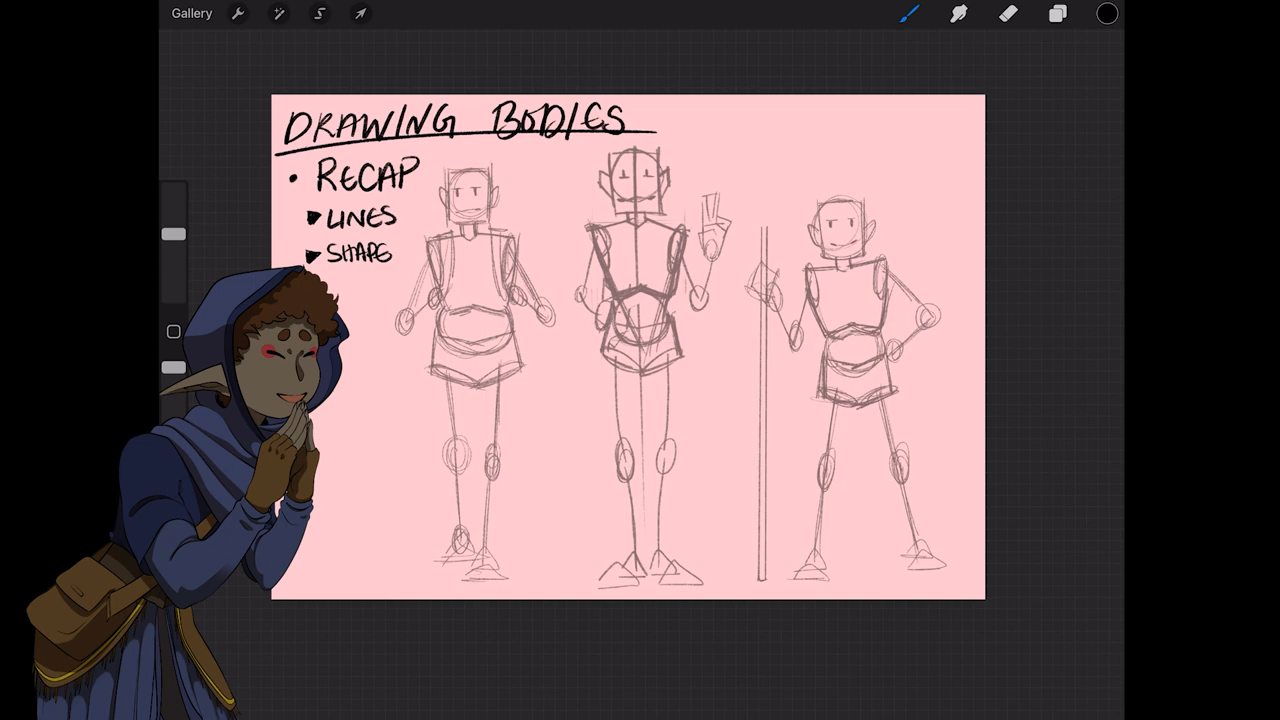 Gallery
DRAWING BODIES
• RECAP
▶ LINES
▶ SHAPE